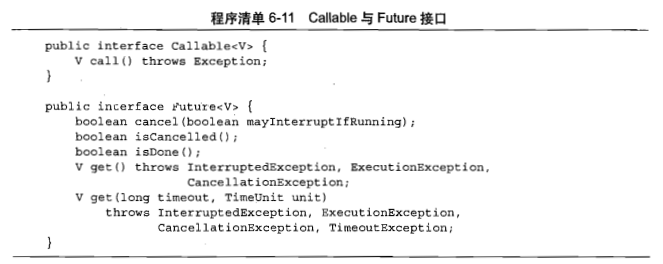 程序清单 6-11 Callable 与 Future 接口
public interface Callable<V> {
    V call() throws Exception;
}
public interface Future<V> {
    boolean cancel(boolean mayInterruptIfRunning);
    boolean isCancelled();
    boolean isDone();
    V get() throws InterruptedException, ExecutionException,
                   CancellationException;
    V get(long timeout, TimeUnit unit)
        throws InterruptedException, ExecutionException,
               CancellationException, TimeoutException;
}